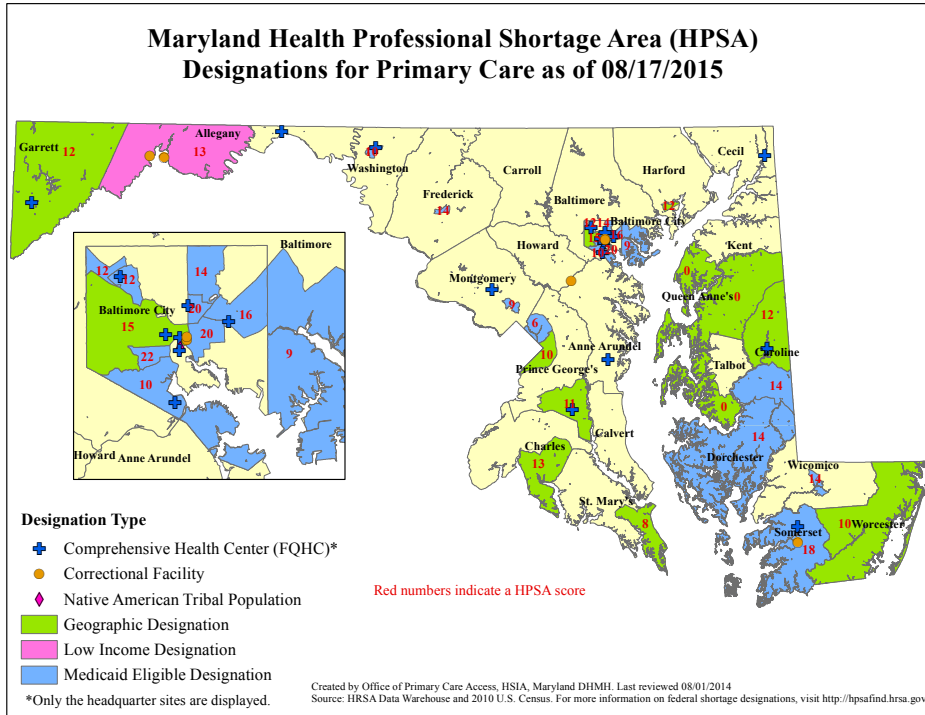 Maryland Health Professional Shortage Area (HPSA)
Designations for Primary Care as of 08/17/2015
Garrett
12
Allegany
13
Washington
Frederick
14
Carroll
Baltimore
Harford
12
Cecil
Baltimore City
9
Howard
Kent
Montgomery
9
6
10
Prince George's
Anne Arundel
0
Queen Anne's
0
12
Caroline
Talbot
0
14
11
Calvert
Charles
13
St. Mary's
8
Dorchester
14
Wicomico
14
Somerset
18
10
Worcester
Baltimore
12
12
14
Baltimore City
15
20
16
20
22
10
9
Howard
Anne Arundel
Designation Type
Comprehensive Health Center (FQHC)*
Correctional Facility
Native American Tribal Population
Geographic Designation
Low Income Designation
Medicaid Eligible Designation
*Only the headquarter sites are displayed.
Red numbers indicate a HPSA score
Created by Office of Primary Care Access, HSIA, Maryland DHMH. Last reviewed 08/01/2014
Source: HRSA Data Warehouse and 2010 U.S. Census. For more information on federal shortage designations, visit http://hpsafind.hrsa.gov